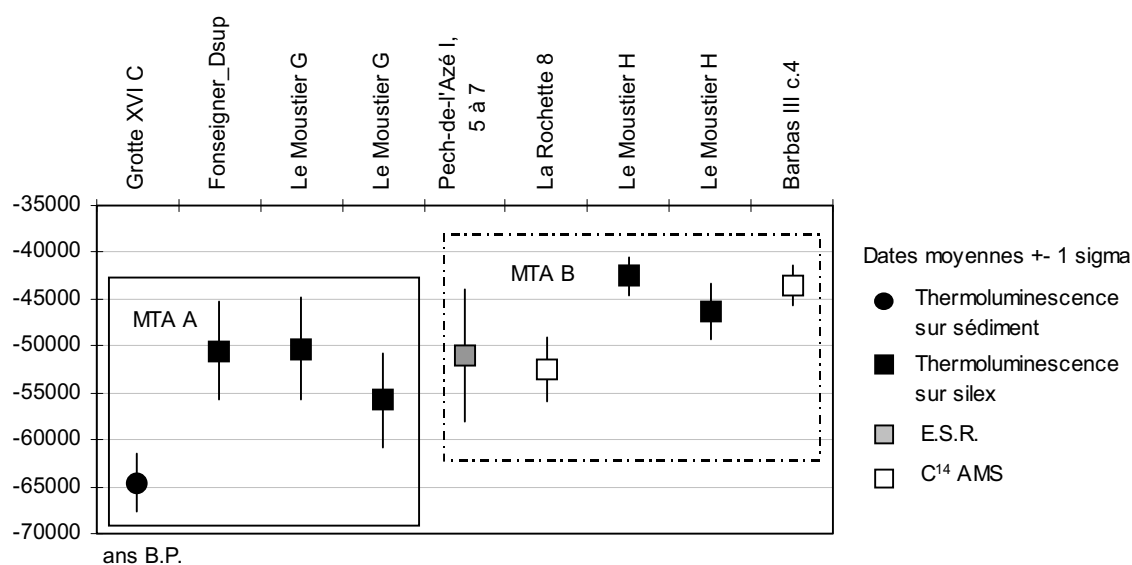 Grotte XVI C
Fonseigner_Dsup
Le Moustier G
Le Moustier G
Pech-de-l'Azé I,
5 à 7
La Rochette 8
Le Moustier H
Le Moustier H
Barbas III c.4
-35000
-40000
-45000
-50000
-55000
-60000
-65000
-70000
ans B.P.
MTA A
MTA B
Dates moyennes +- 1 sigma
Thermoluminescence
sur sédiment
Thermoluminescence
sur silex
E.S.R.
C¹⁴ AMS